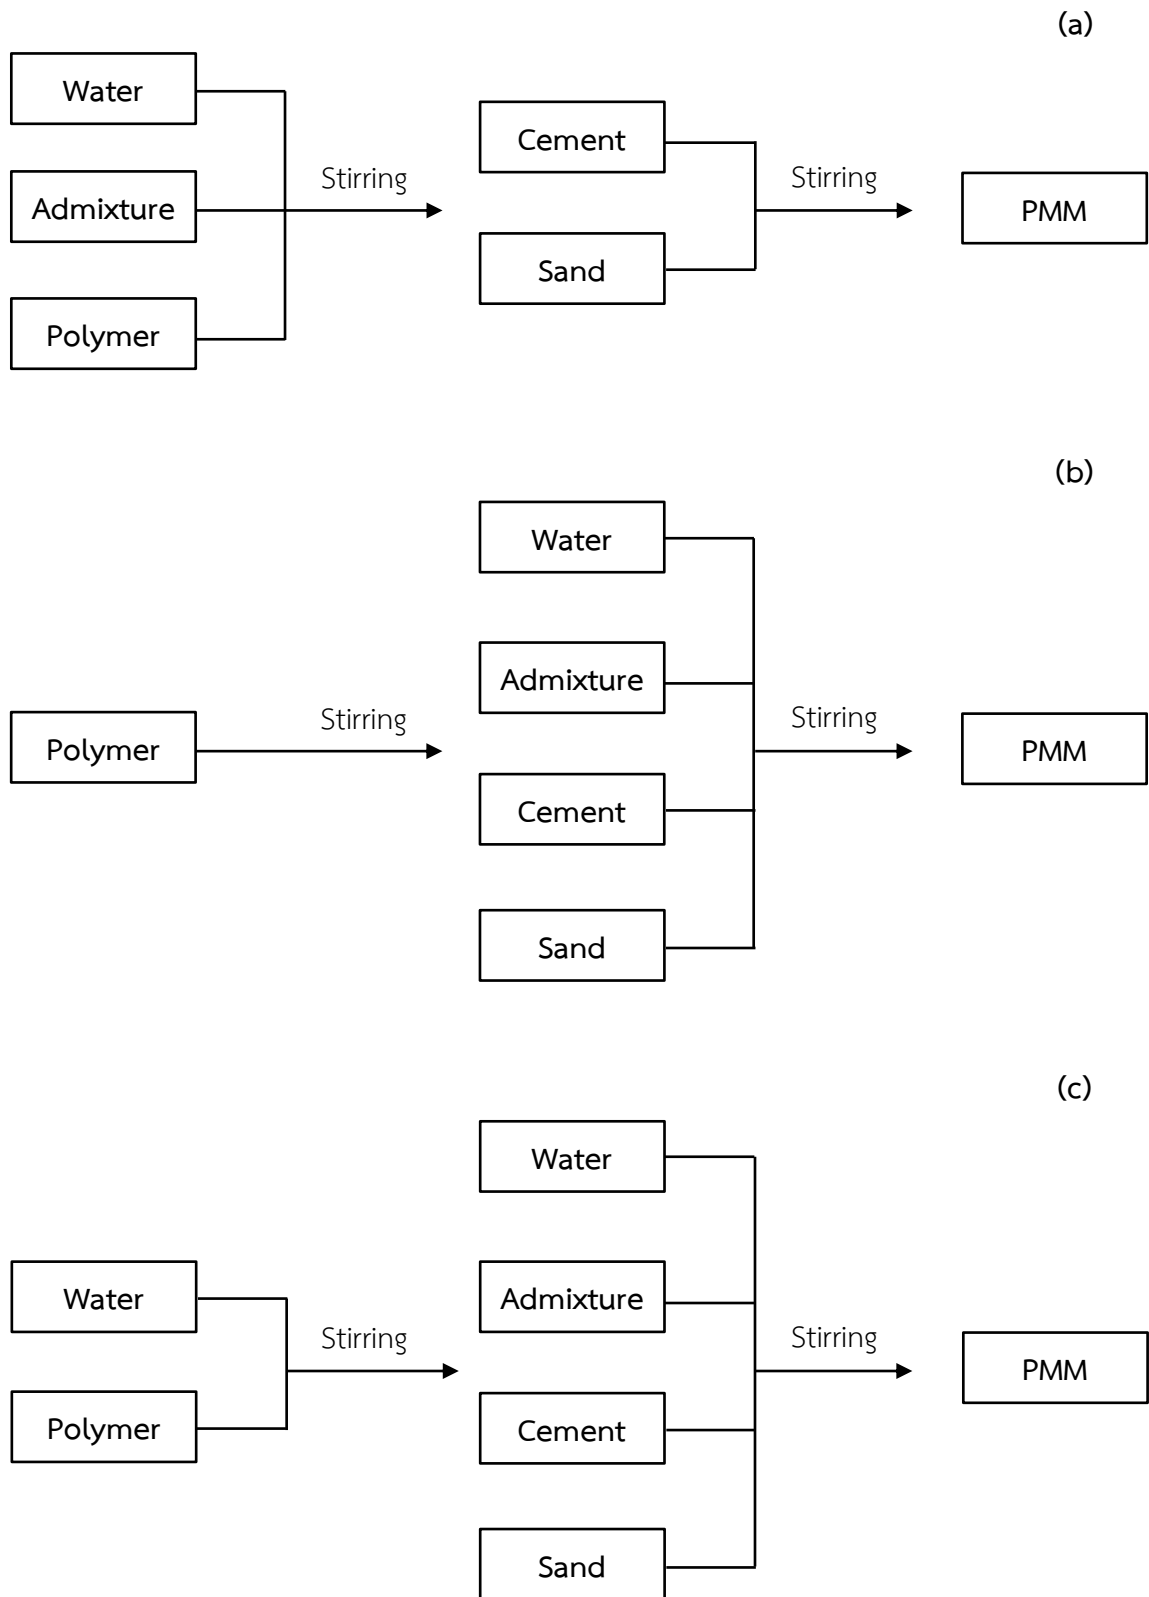 (a)
Water
Admixture
Polymer
Stirring
Cement
Sand
Stirring
PMM
(b)
Polymer
Stirring
Water
Admixture
Cement
Sand
Stirring
PMM
(c)
Water
Polymer
Stirring
Water
Admixture
Cement
Sand
Stirring
PMM